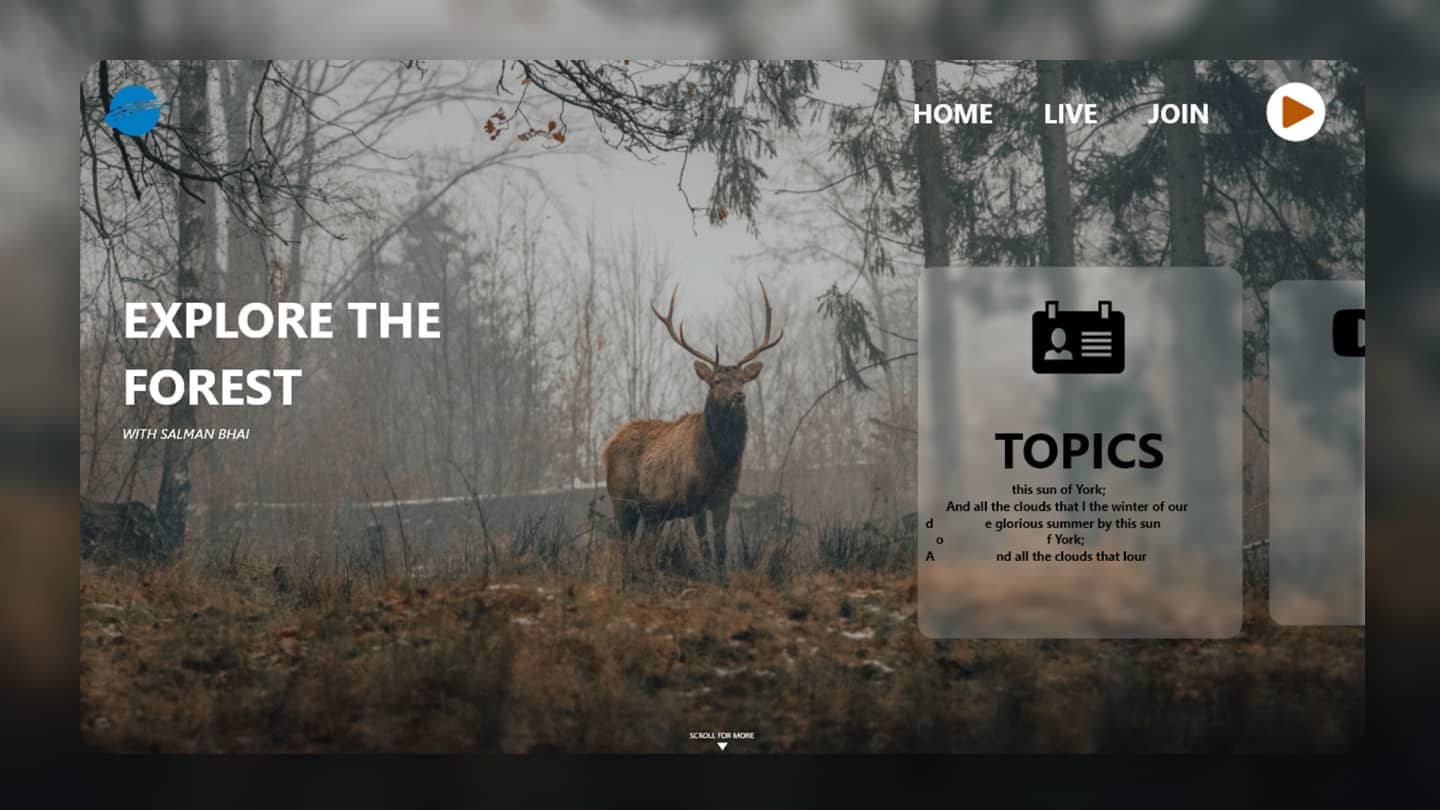 HOME LIVE JOIN
EXPLORE THE
FOREST
WITH SALMAN BHAI
TOPICS
this sun of York;
And all the clouds that l the winter of our
d e glorious summer by this sun
o f York;
A nd all the clouds that lour
SCROLL FOR MORE